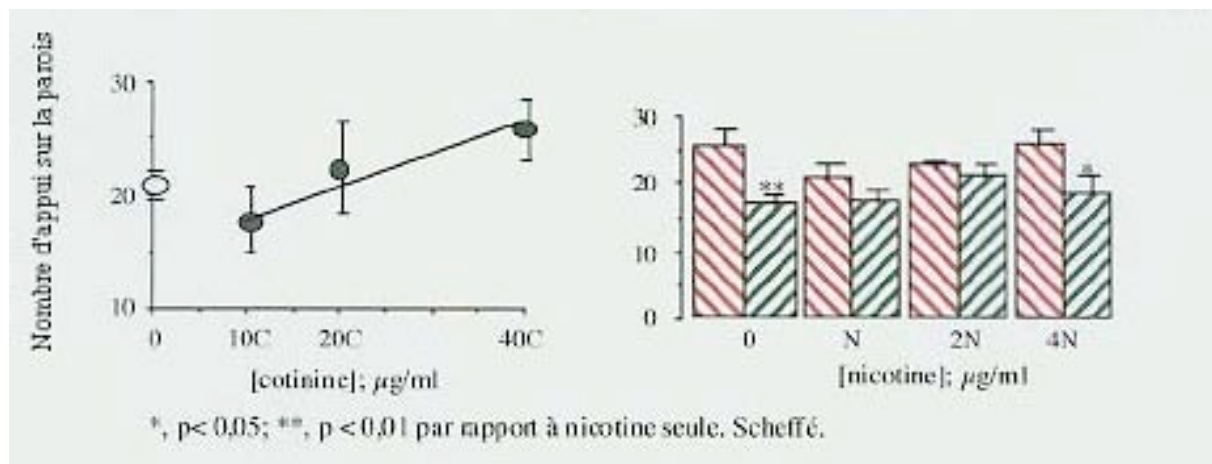 Nombre d'appui sur la parois
30
20
10
0 10C 20C 40C
[cotinine]; µg/ml
30
20
10
0
** *
0 N 2N 4N
[nicotine]; µg/ml
*, p< 0,05; **, p < 0,01 par rapport à nicotine seule. Scheffé.